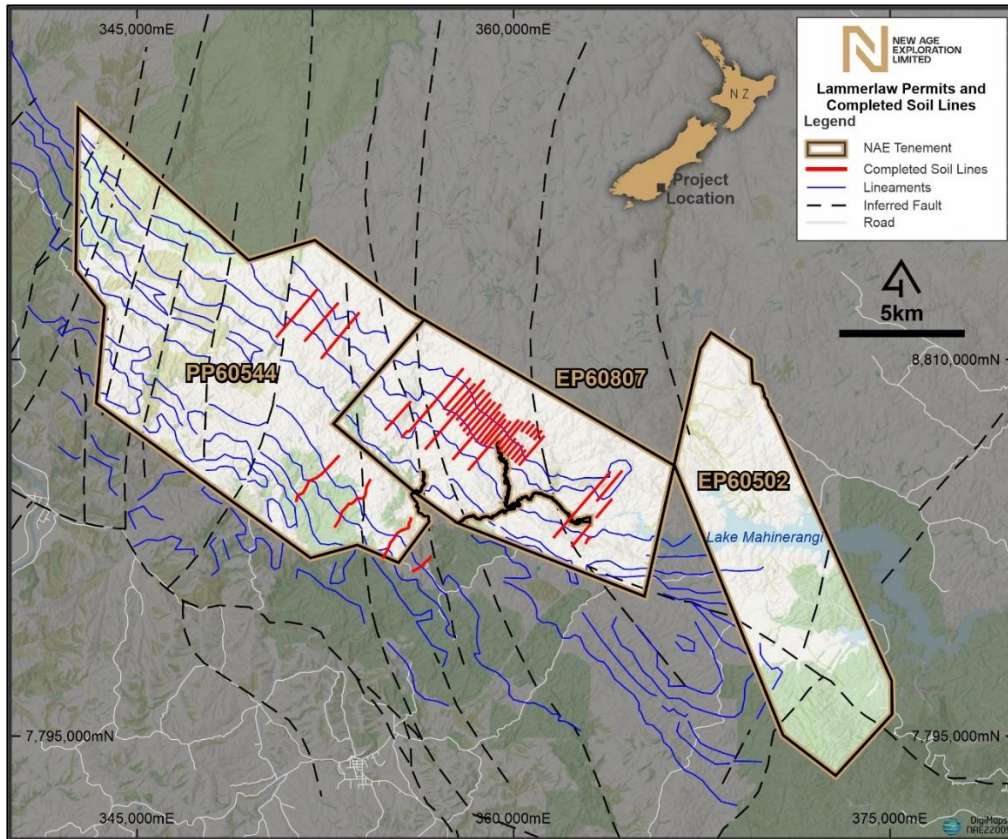 345,000mE
360,000mE
NEW AGE
EXPLORATION
LIMITED
Lammerlaw Permits and
Completed Soil Lines
Legend
NAE Tenement
Completed Soil Lines
Lineaments
Inferred Fault
Road
N Z
Project
Location
5km
8,810,000mN
PP60544
EP60807
EP60502
Lake Mahinerangi
7,795,000mN
7,795,000mN
345,000mE
360,000mE
375,000mE
DigiMaps